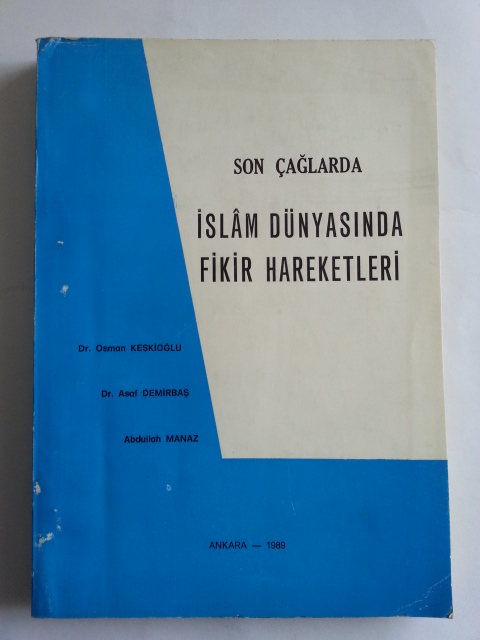 SON ÇAĞLARDA
İSLÂM DÜNYASINDA
FİKİR HAREKETLERİ
Dr. Osman KESKİOĞLU
Dr. Asaf DEMİRBAŞ
Abdullah MANAZ
ANKARA — 1989